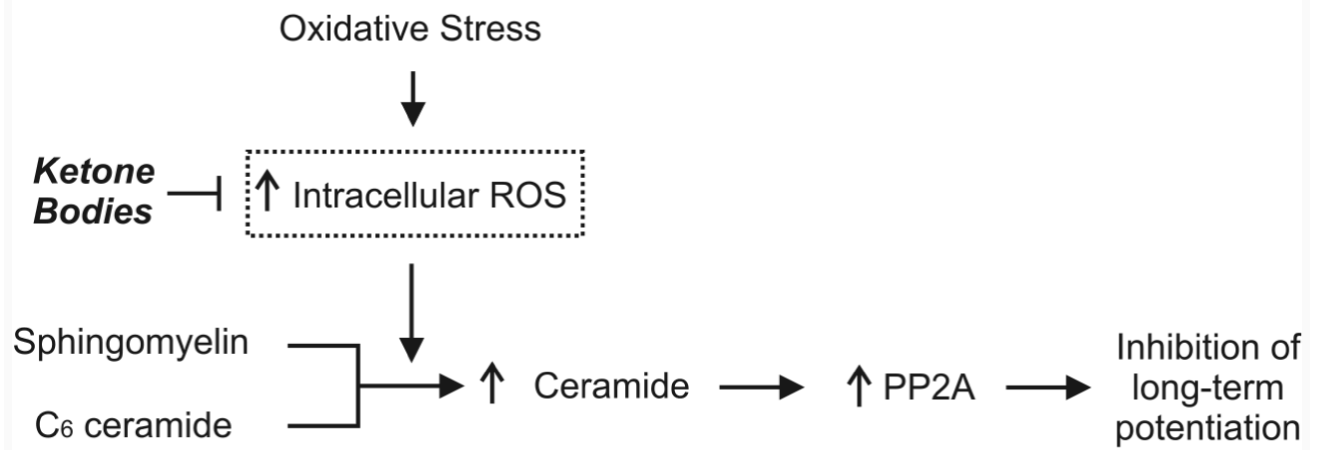 Oxidative Stress
Ketone
Bodies
↑ Intracellular ROS
Sphingomyelin
C₆ ceramide
↑ Ceramide
↑ PP2A
Inhibition of
long-term
potentiation